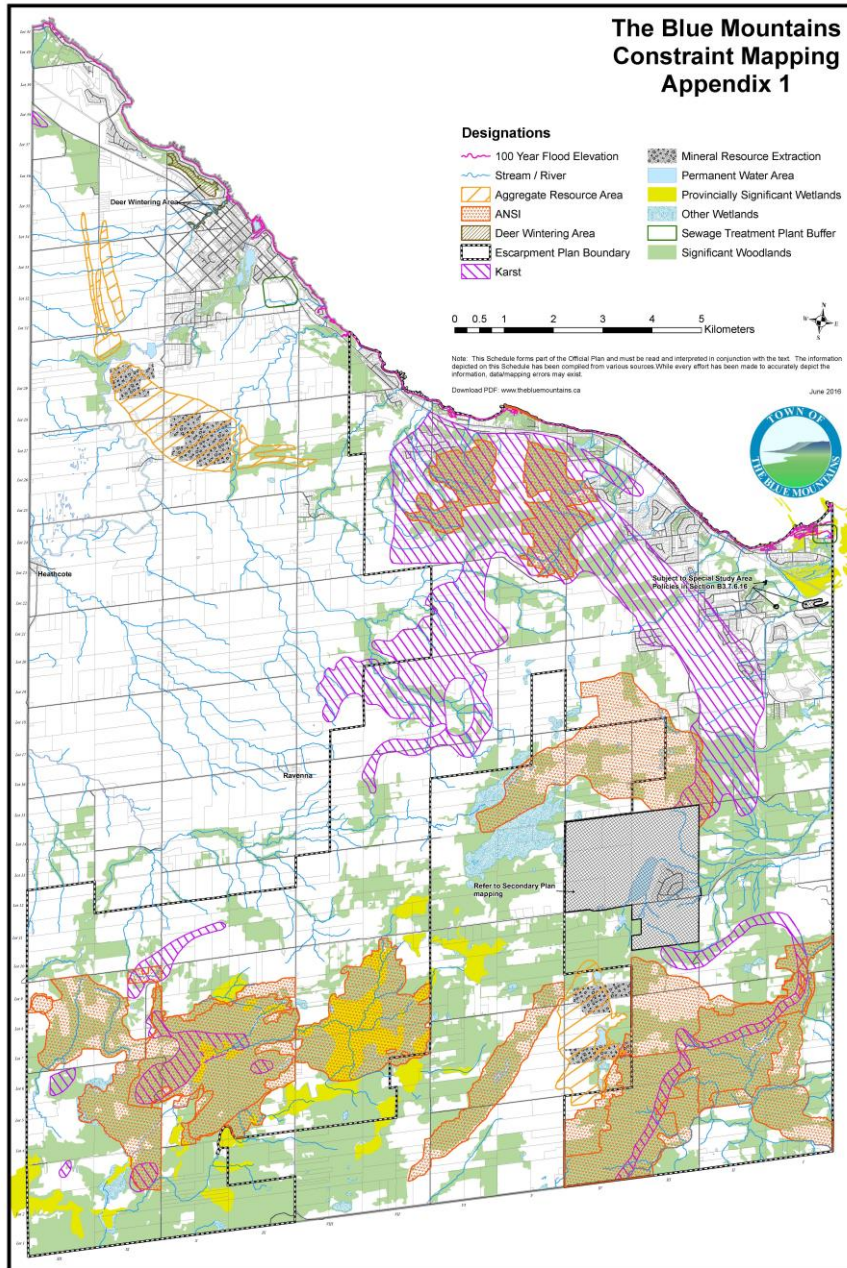 The Blue Mountains
Constraint Mapping
Appendix 1
Designations
100 Year Flood Elevation
Stream / River
Aggregate Resource Area
ANSI
Deer Wintering Area
Escarpment Plan Boundary
Karst
Mineral Resource Extraction
Permanent Water Area
Provincially Significant Wetlands
Other Wetlands
Sewage Treatment Plant Buffer
Significant Woodlands
0 0.5 1 2 3 4 5
Kilometers
N
W E
S
Note: This Schedule forms part of the Official Plan and must be read and interpreted in conjunction with the text. The information
depicted on this Schedule has been compiled from various sources.While every effort has been made to accurately depict the
information, data/mapping errors may exist.
Download PDF: www.thebluemountains.ca
June 2016
TOWN OF
THE BLUE MOUNTAINS
Deer Wintering Area
Heathcote
Subject to Special Study Area
Policies in Section B3.7.6.16
Ravenna
Refer to Secondary Plan
mapping